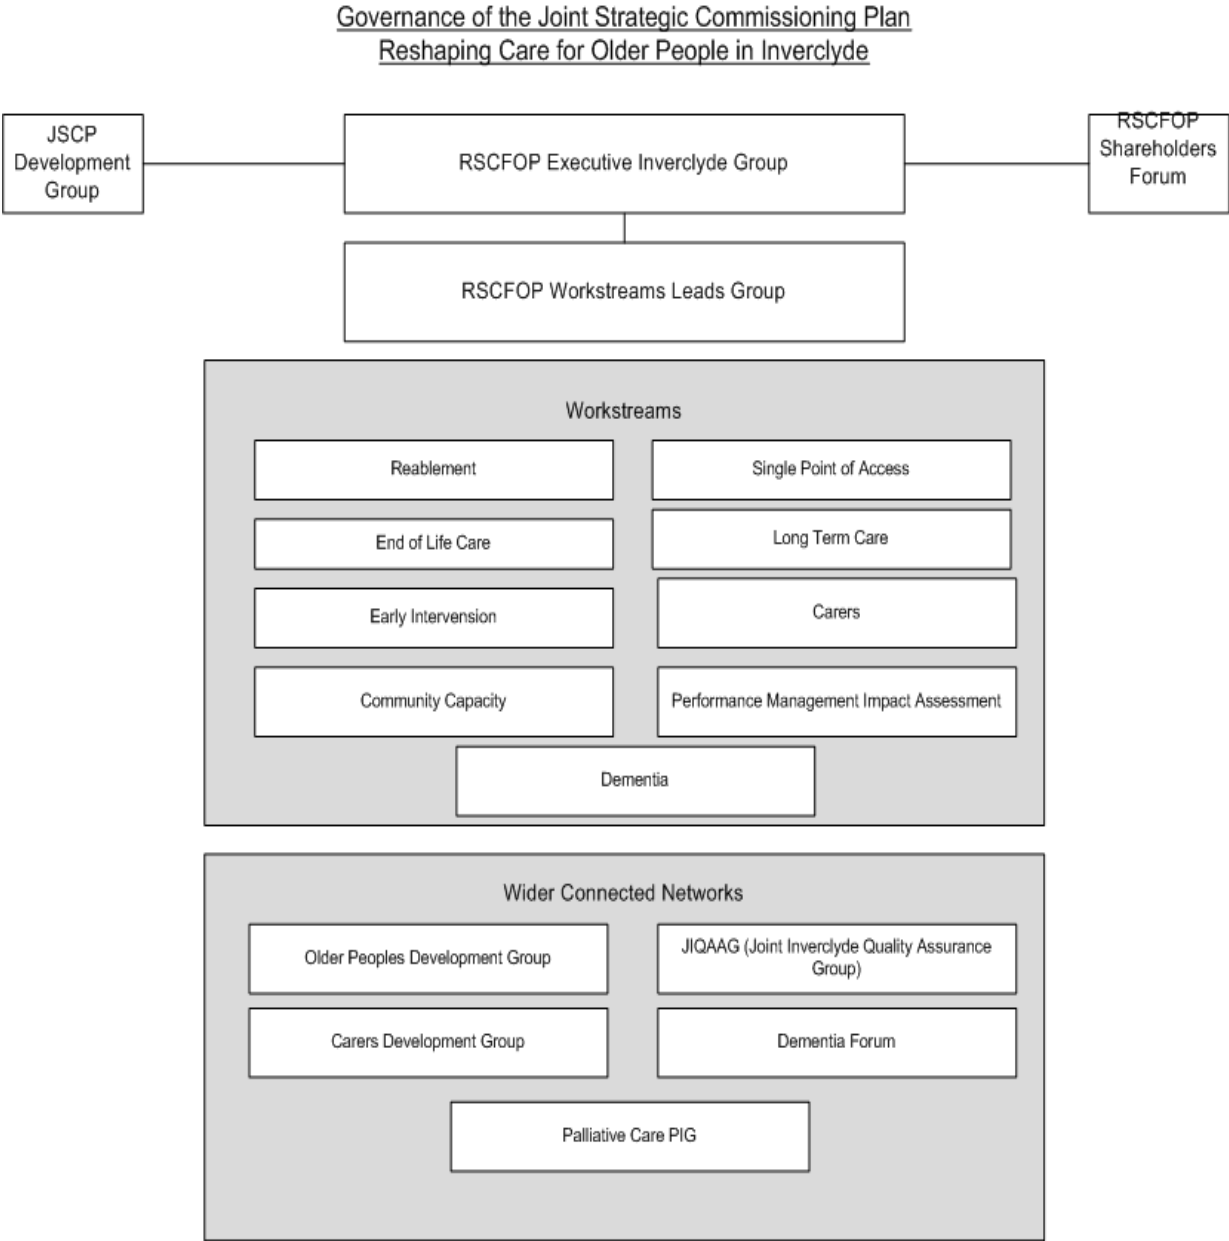 Governance of the Joint Strategic Commissioning Plan
Reshaping Care for Older People in Inverclyde
JSCP
Development
Group
RSCFOP Executive Inverclyde Group
RSCFOP
Shareholders
Forum
RSCFOP Workstreams Leads Group
Workstreams
Reablement
Single Point of Access
End of Life Care
Long Term Care
Early Intervension
Carers
Community Capacity
Performance Management Impact Assessment
Dementia
Wider Connected Networks
Older Peoples Development Group
JIQAAG (Joint Inverclyde Quality Assurance
Group)
Carers Development Group
Dementia Forum
Palliative Care PIG